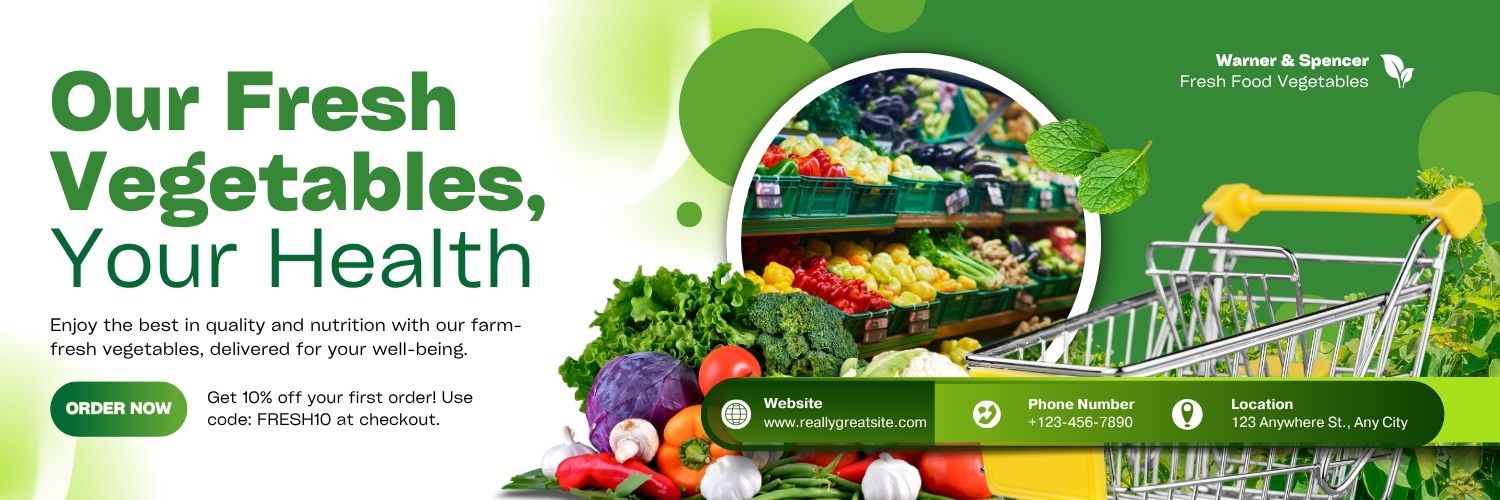 Our Fresh
Vegetables,
Your Health
Enjoy the best in quality and nutrition with our farm-
fresh vegetables, delivered for your well-being.
ORDER NOW
Get 10% off your first order! Use
code: FRESH10 at checkout.
Warner & Spencer
Fresh Food Vegetables
Website
www.reallygreatsite.com
Phone Number
+123-456-7890
Location
123 Anywhere St., Any City